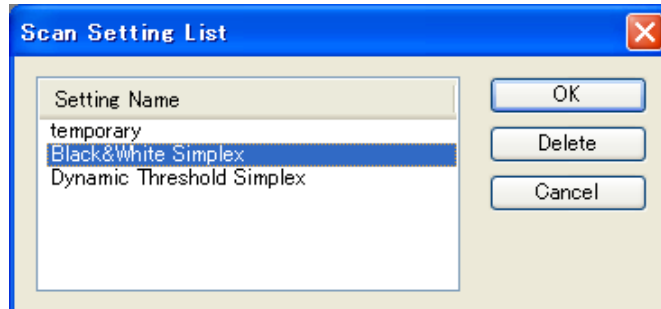 Scan Setting List
Setting Name
temporary
Black&White Simplex
Dynamic Threshold Simplex
OK
Delete
Cancel